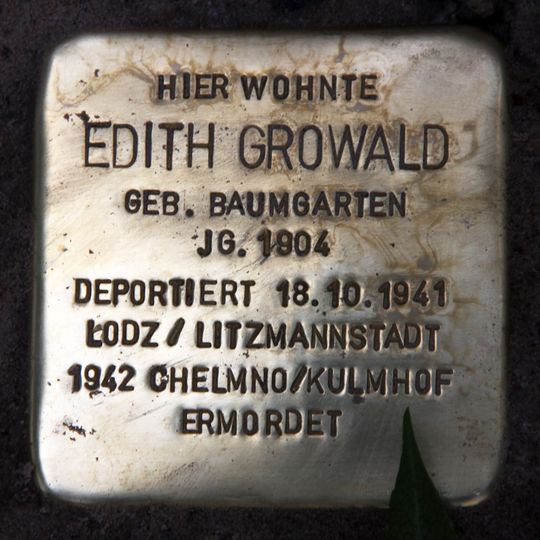 HIER WOHNTE
EDITH GROWALD
GEB. BAUMGARTEN
JG. 1904
DEPORTIERT 18.10.1941
ŁODZ / LITZMANNSTADT
1942 CHELMNO/KULMHOF
ERMORDET